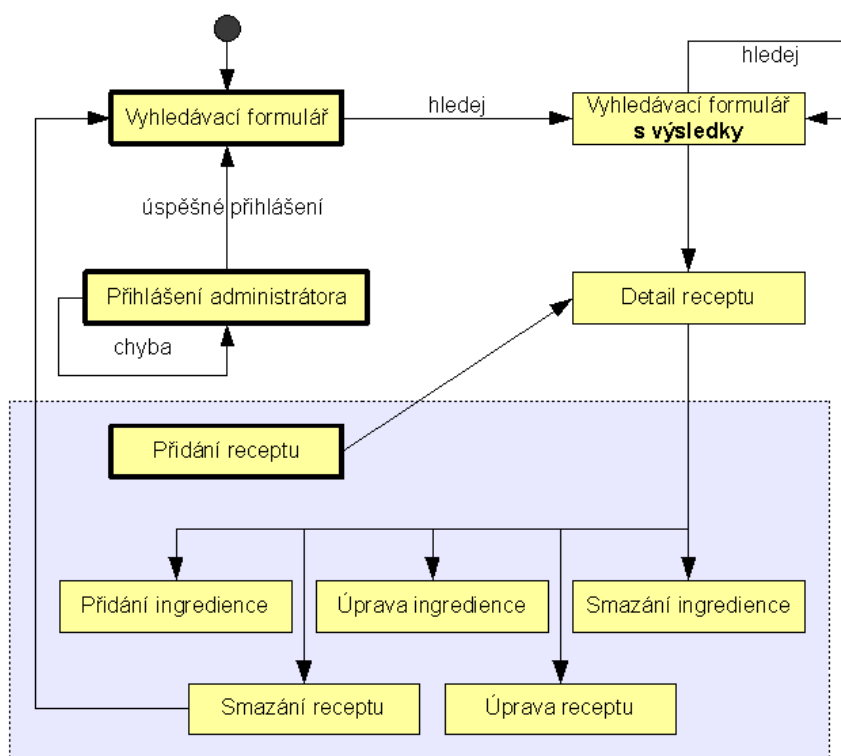 hledej
Vyhledávací formulář
hledej
Vyhledávací formulář
s výsledky
úspěšné přihlášení
Přihlášení administrátora
Detail receptu
chyba
Přidání receptu
Přidání ingredience
Úprava ingredience
Smazání ingredience
Smazání receptu
Úprava receptu